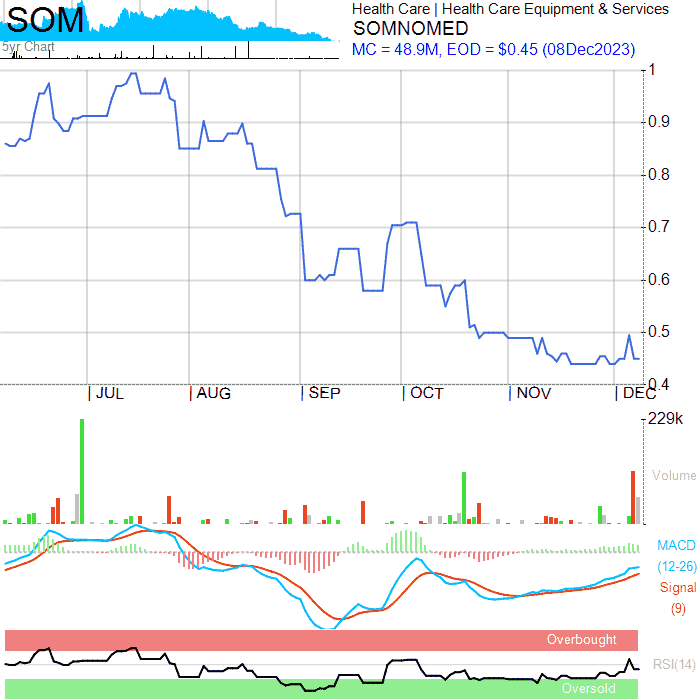 SOM
5yr Chart
Health Care | Health Care Equipment & Services
SOMNOMED
MC = 48.9M, EOD = $0.45 (08Dec2023)
1
0.9
0.8
0.7
0.6
0.5
0.4
JUL AUG SEP OCT NOV DEC
229k
Volume
MACD
(12-26)
Signal
(9)
Overbought
RSI(14)
Oversold